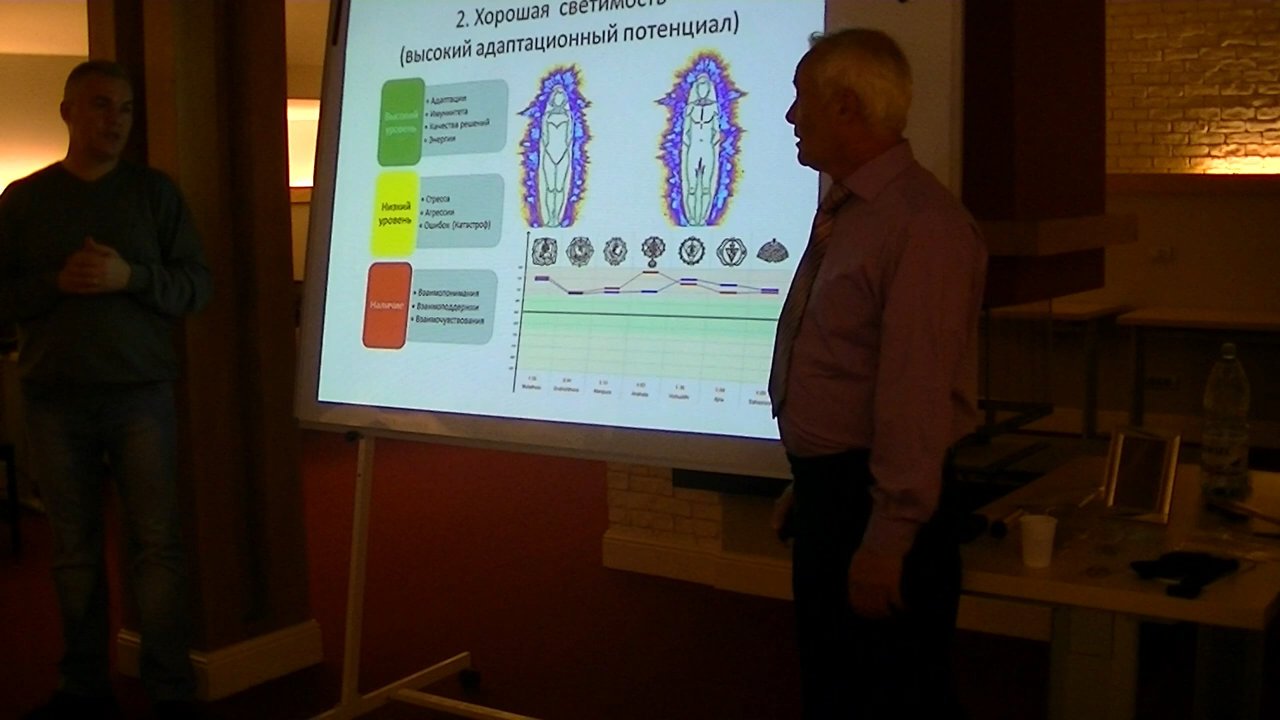 2. Хорошая светимость
(высокий адаптационный потенциал)
Высокий
уровень
• Адаптации
• Иммунитета
• Качества решений
• Энергии
Низкий
уровень
• Стресса
• Агрессии
• Ошибок (Катастроф)
Наличие
• Взаимопонимания
• Взаимоподдержки
• Взаимочувствования